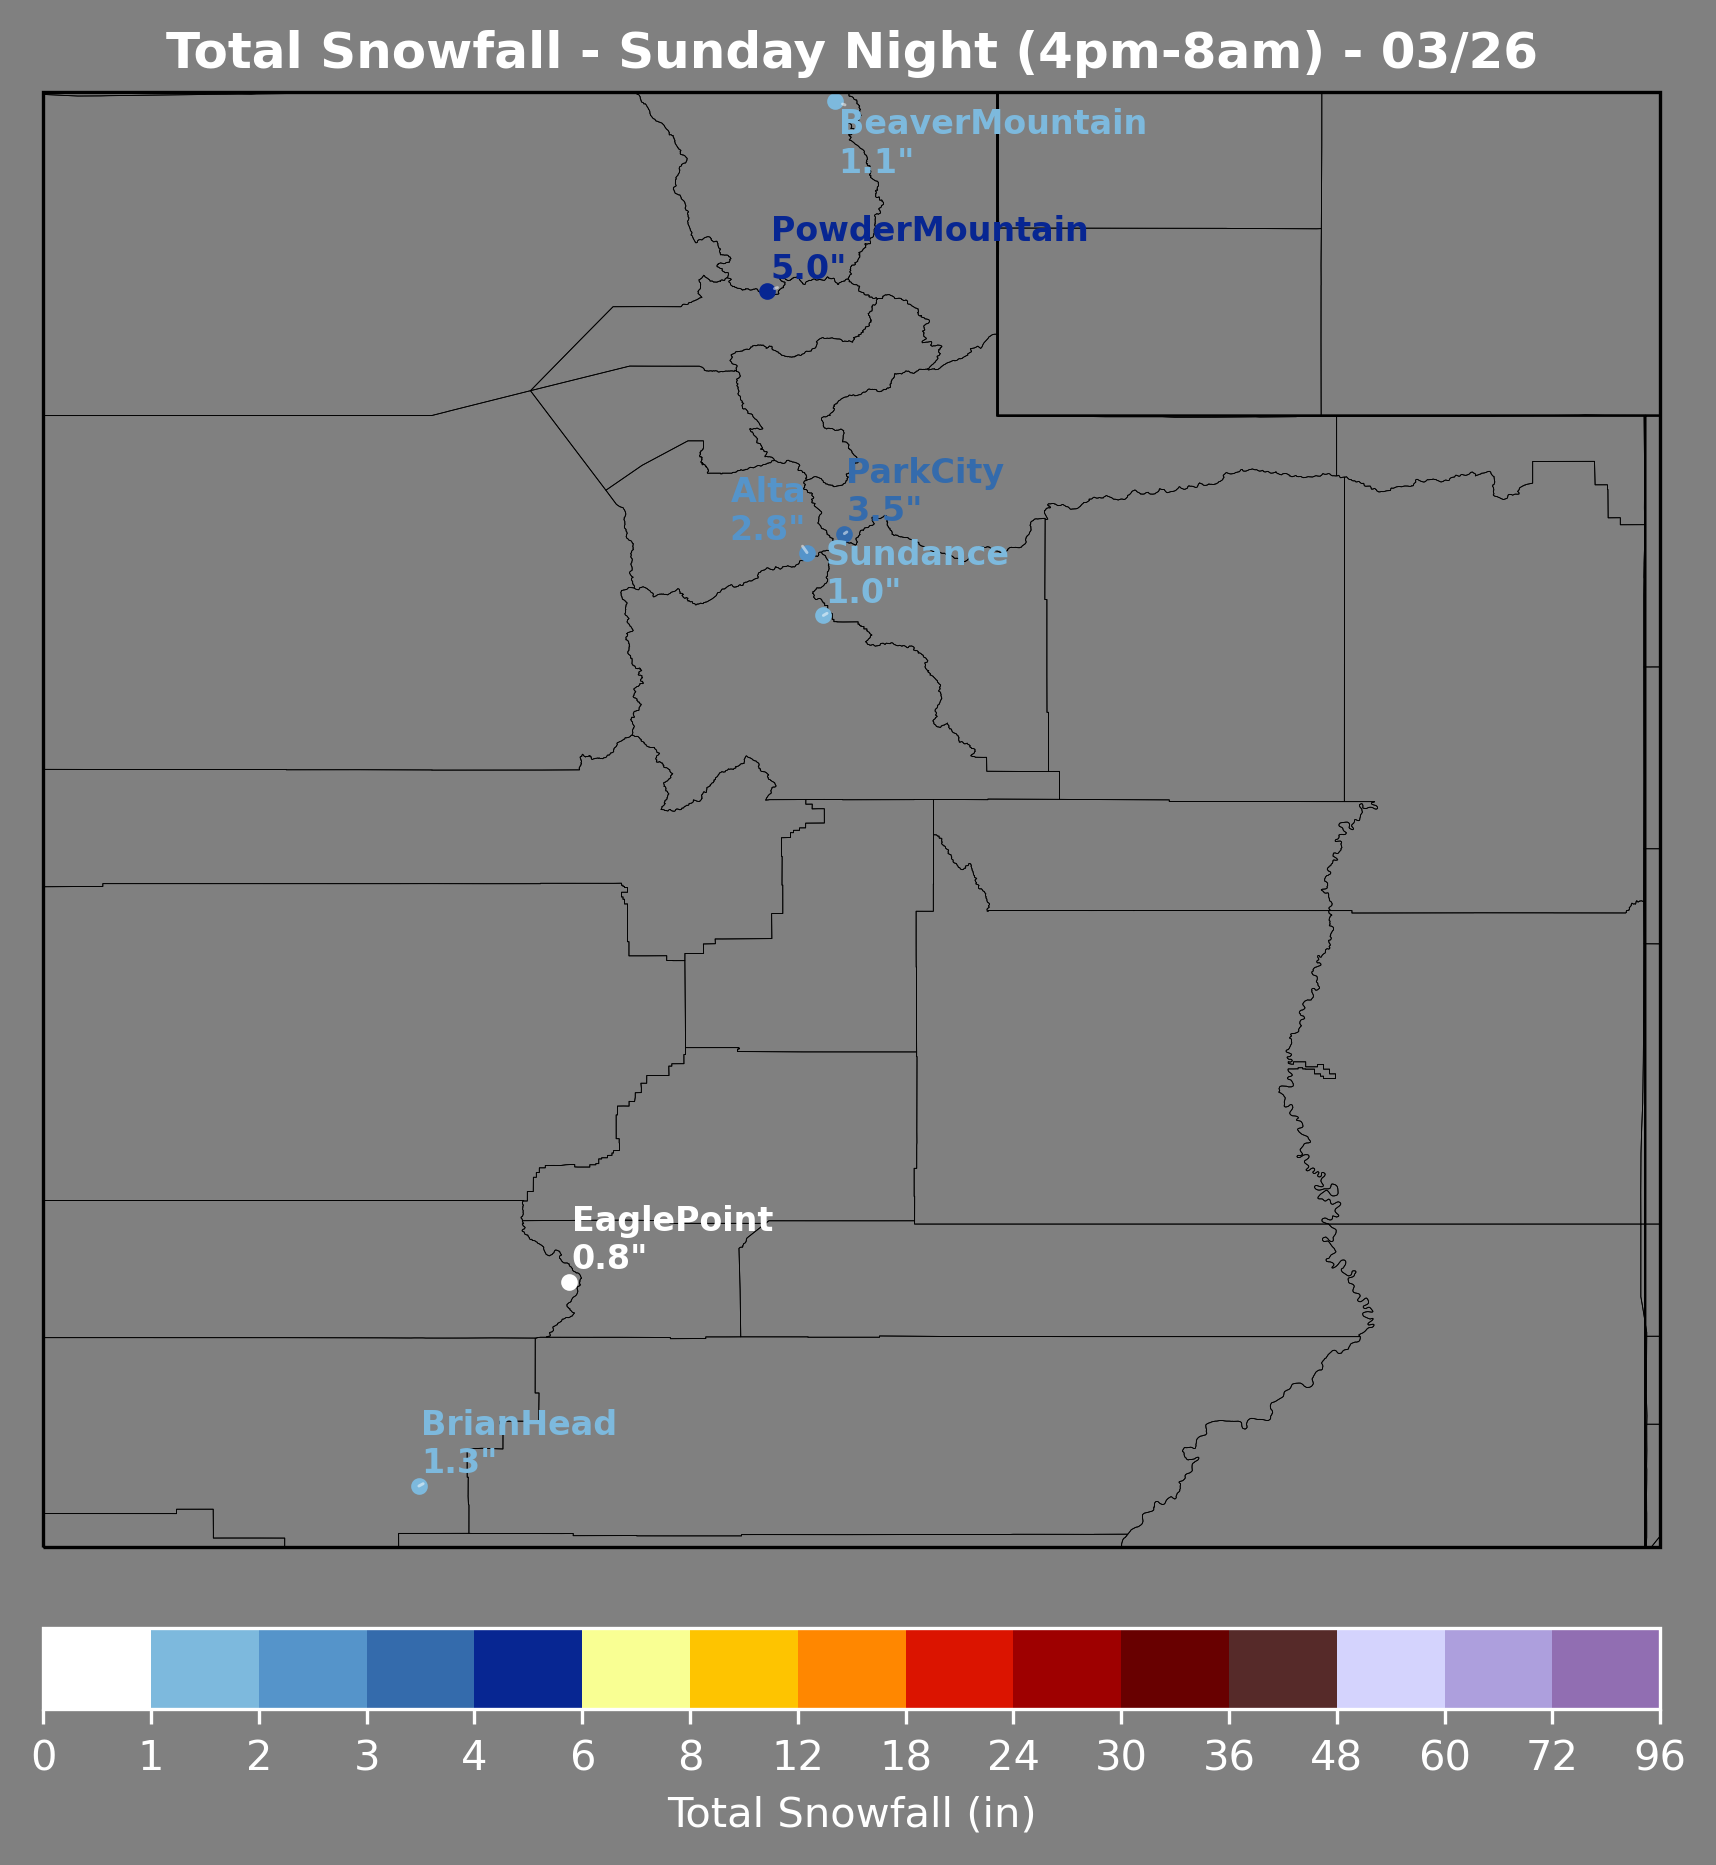 Total Snowfall - Sunday Night (4pm-8am) - 03/26
BeaverMountain
1.1"
PowderMountain
5.0"
ParkCity
3.5"
Alta
2.8"
Sundance
1.0"
EaglePoint
0.8"
BrianHead
1.3"
0 1 2 3 4 6 8 12 18 24 30 36 48 60 72 96
Total Snowfall (in)